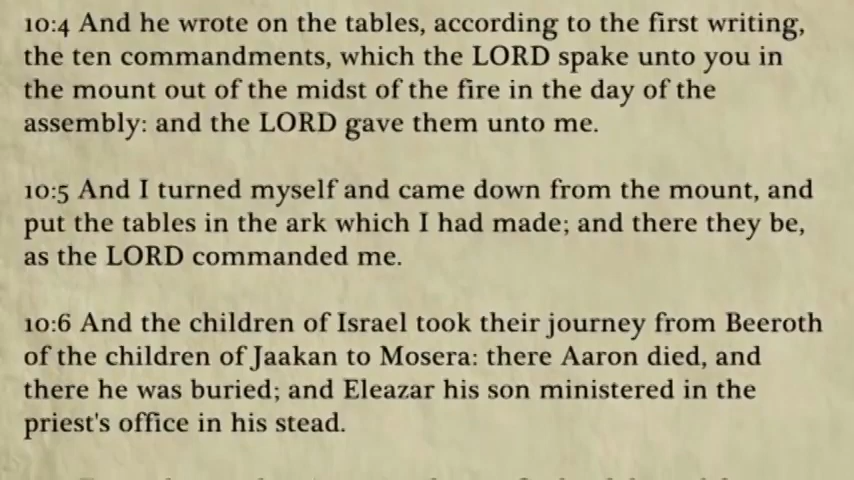 10:4 And he wrote on the tables, according to the first writing,
the ten commandments, which the LORD spake unto you in
the mount out of the midst of the fire in the day of the
assembly: and the LORD gave them unto me.
10:5 And I turned myself and came down from the mount, and
put the tables in the ark which I had made; and there they be,
as the LORD commanded me.
10:6 And the children of Israel took their journey from Beeroth
of the children of Jaakan to Mosera: there Aaron died, and
there he was buried; and Eleazar his son ministered in the
priest's office in his stead.